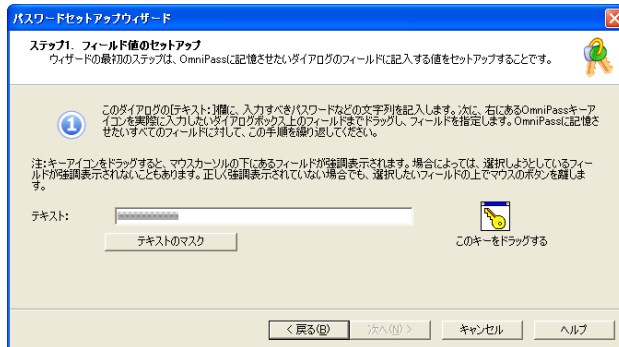 パスワードセットアップウィザード
ステップ1. フィールド値のセットアップ
ウィザードの最初のステップは、OmniPassに記憶させたいダイアログのフィールドに記入する値をセットアップすることです。
このダイアログの[テキスト:]欄に、入力すべきパスワードなどの文字列を記入します。次に、右にあるOmniPassキーア
イコンを実際に入力したいダイアログボックス上のフィールドまでドラッグし、フィールドを指定します。OmniPassに記憶さ
せたいすべてのフィールドに対して、この手順を繰り返してください。
注:キーアイコンをドラッグすると、マウスカーソルの下にあるフィールドが強調表示されます。場合によっては、選択しようとしているフィー
ルドが強調表示されないこともあります。正しく強調表示されていない場合でも、選択したいフィールドの上でマウスのボタンを離しま
す。
テキスト:
テキストのマスク
このキーをドラッグする
< 戻る(B)
次へ(N) >
キャンセル
ヘルプ